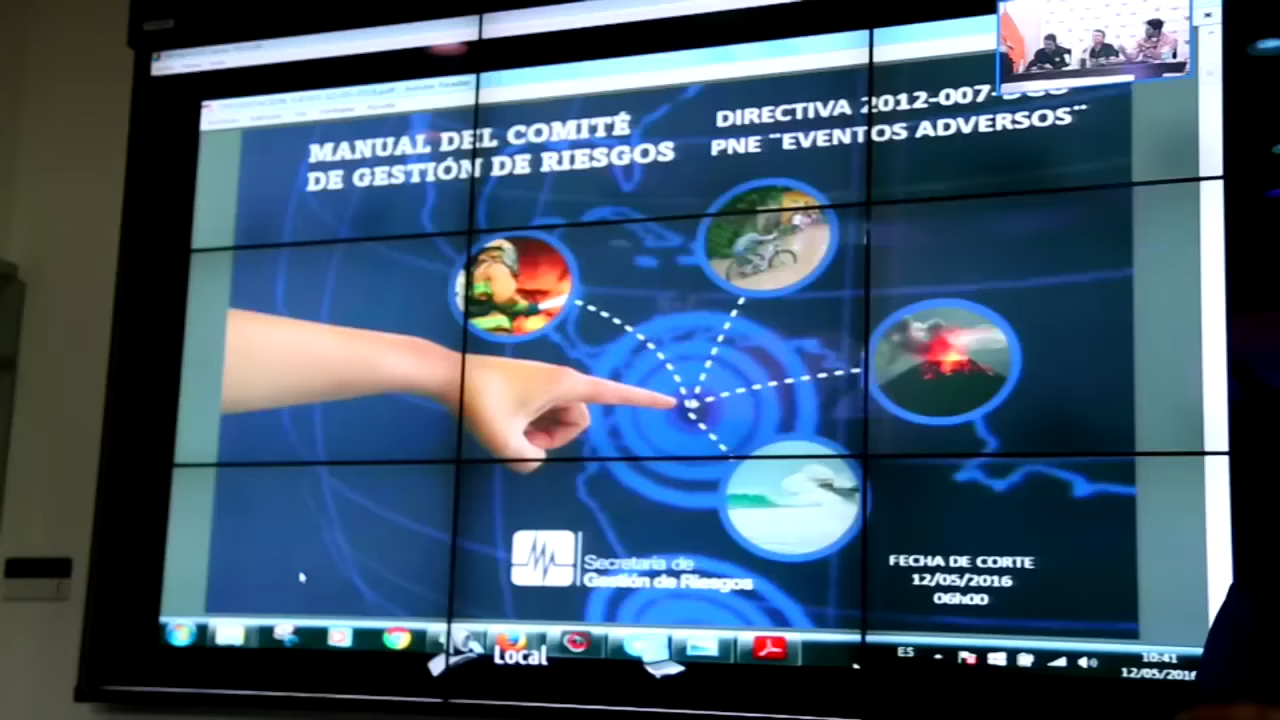 MANUAL DEL COMITÉ
DE GESTIÓN DE RIESGOS
DIRECTIVA 2012-007-
PNE ¨EVENTOS ADVERSOS¨
Secretaría de
Gestión de Riesgos
FECHA DE CORTE
12/05/2016
06h00
Local
ES
10:41
12/05/2016